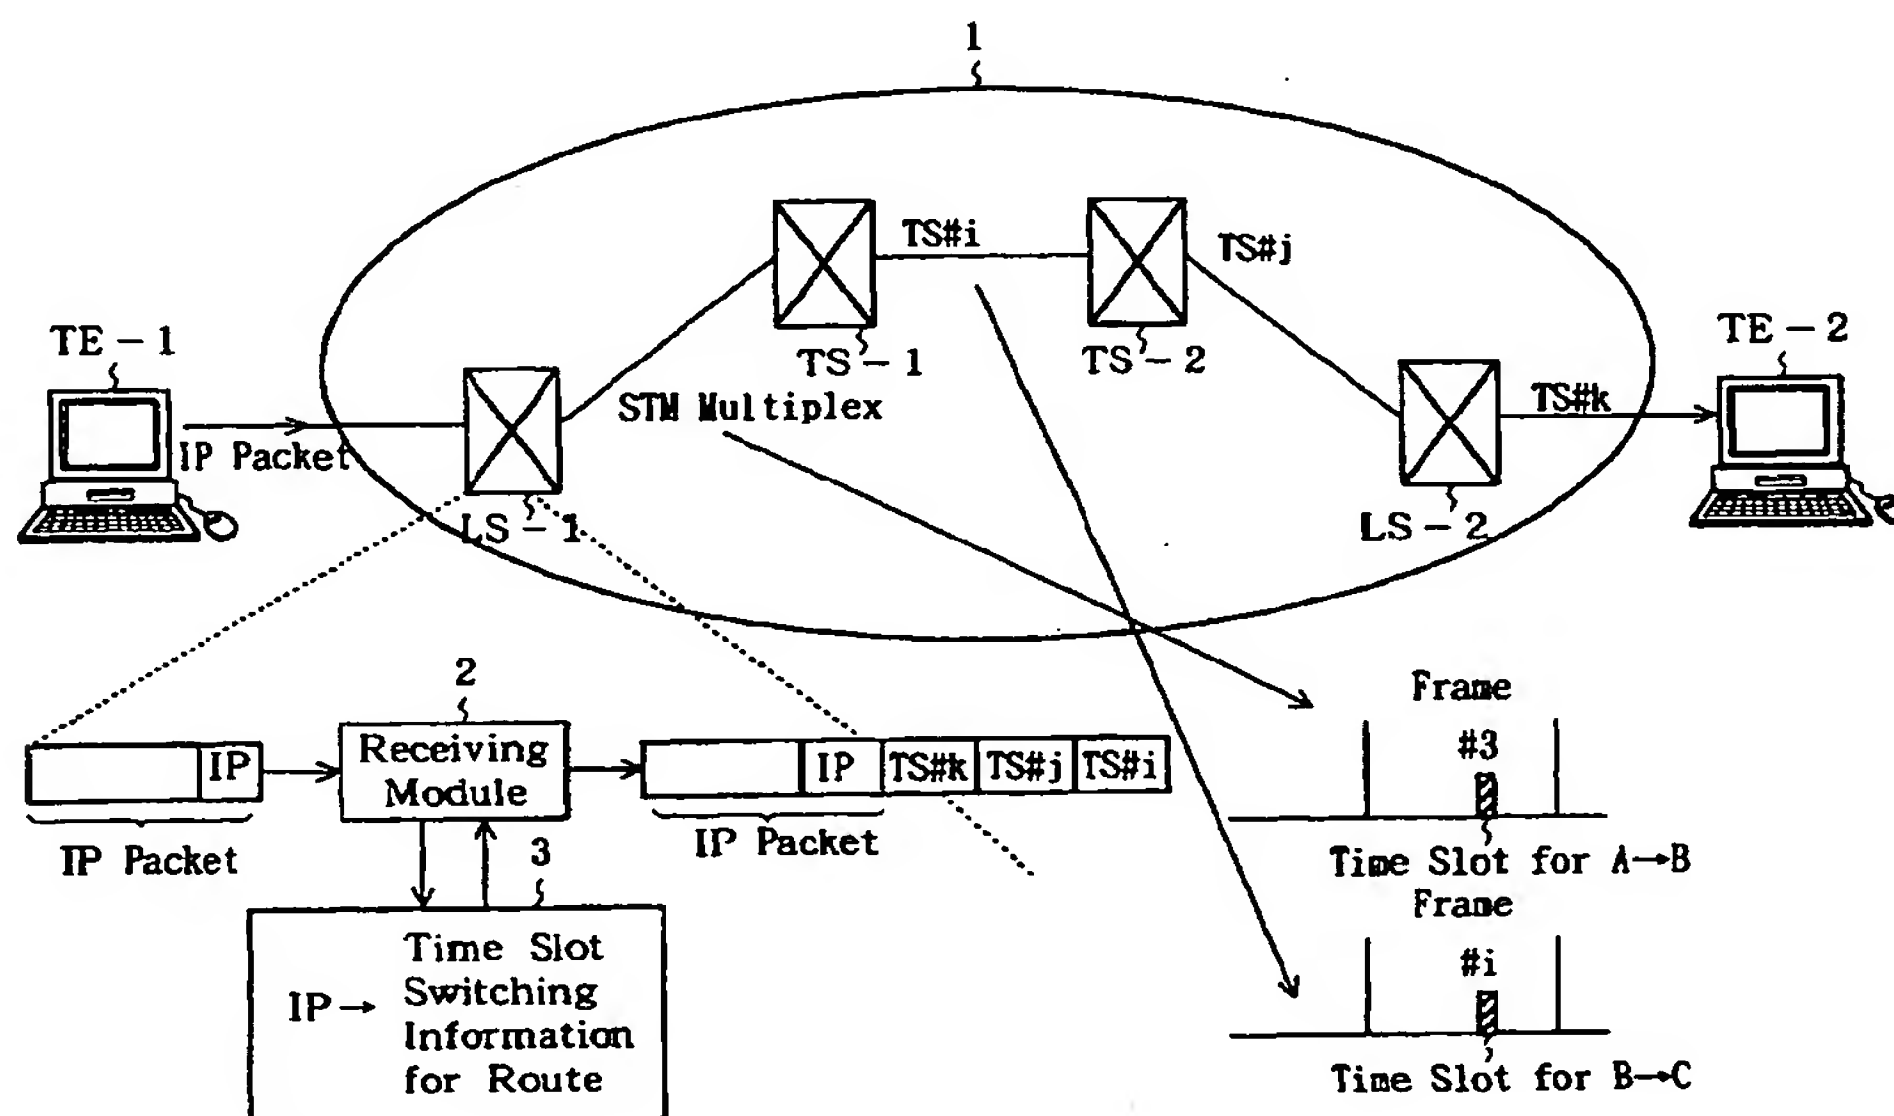 1
TS#i
TS#j
TE-1
TS-1
TS-2
TE-2
STM Multiplex
TS#k
IP Packet
LS-1
LS-2
2
Frame
IP
Receiving
Module
IP
TS#k
TS#j
TS#i
#3
IP Packet
IP Packet
3
Time Slot for A→B
Frame
IP→
Time Slot
Switching
Information
for Route
#i
Time Slot for B→C